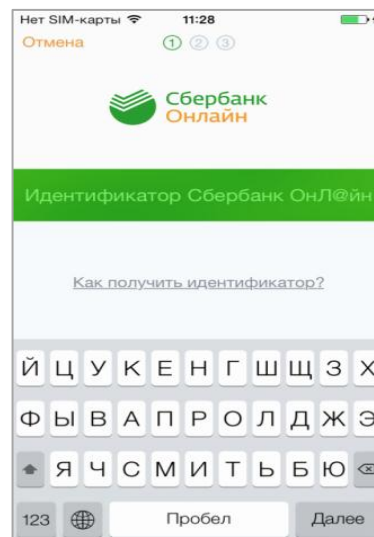 Нет SIM-карты 11:28
Отмена 1 2 3
Сбербанк
Онлайн
Идентификатор Сбербанк ОнЛ@йн
Как получить идентификатор?
Й Ц У К Е Н Г Ш Щ З Х
Ф Ы В А П Р О Л Д Ж Э
Я Ч С М И Т Ь Б Ю
123 Пробел Далее